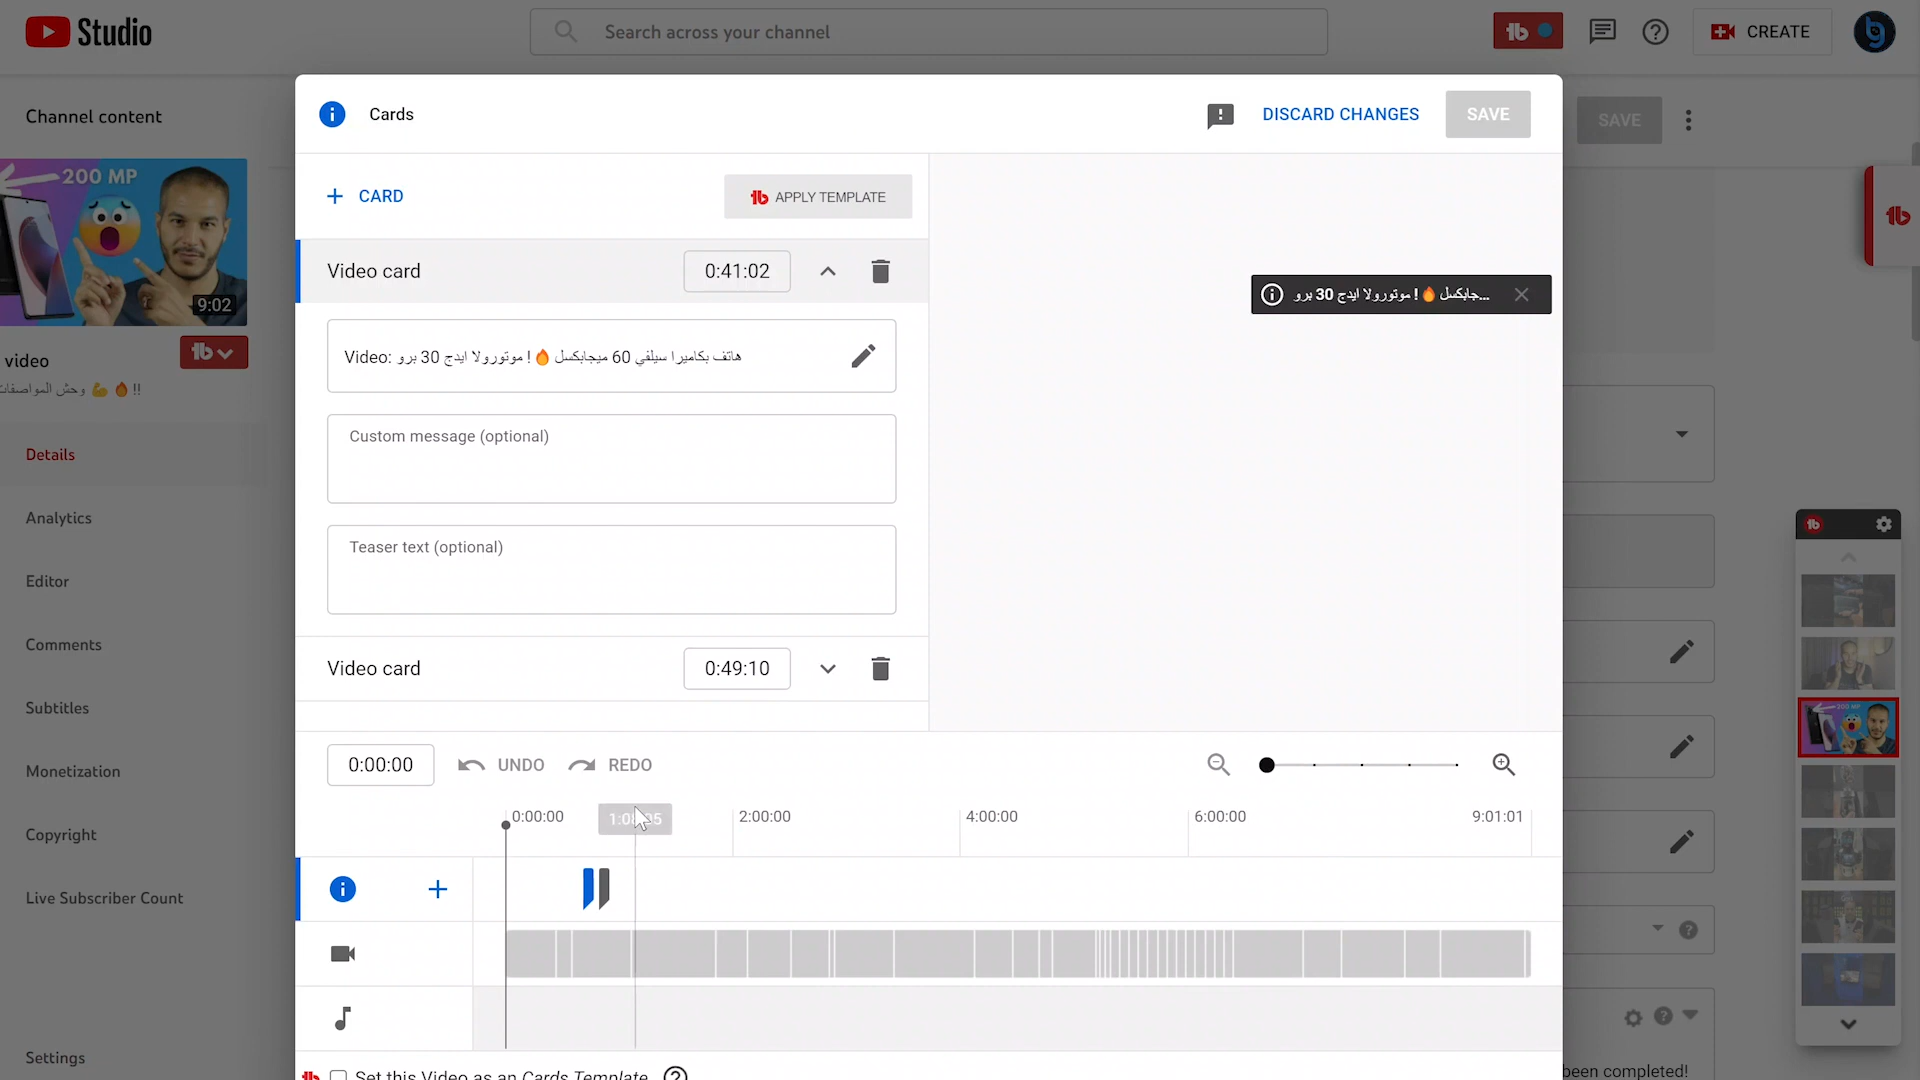 Studio
Search across your channel
CREATE
Channel content
Cards
DISCARD CHANGES
SAVE
SAVE
200 MP
9:02
video
!! 🔥 💪 وحش المواصفات
Details
Analytics
Editor
Comments
Subtitles
Monetization
Copyright
Live Subscriber Count
Settings
+ CARD
APPLY TEMPLATE
Video card
0:41:02
Video: هاتف بكاميرا سيلفي 60 ميجابكسل 🔥 ! موتورولا ايدج 30 برو
Custom message (optional)
Teaser text (optional)
Video card
0:49:10
...جابكسل 🔥 ! موتورولا ايدج 30 برو
0:00:00
UNDO
REDO
0:00:00
2:00:00
4:00:00
6:00:00
9:01:01
Set this Video as an Cards Template
been completed!
200 MP